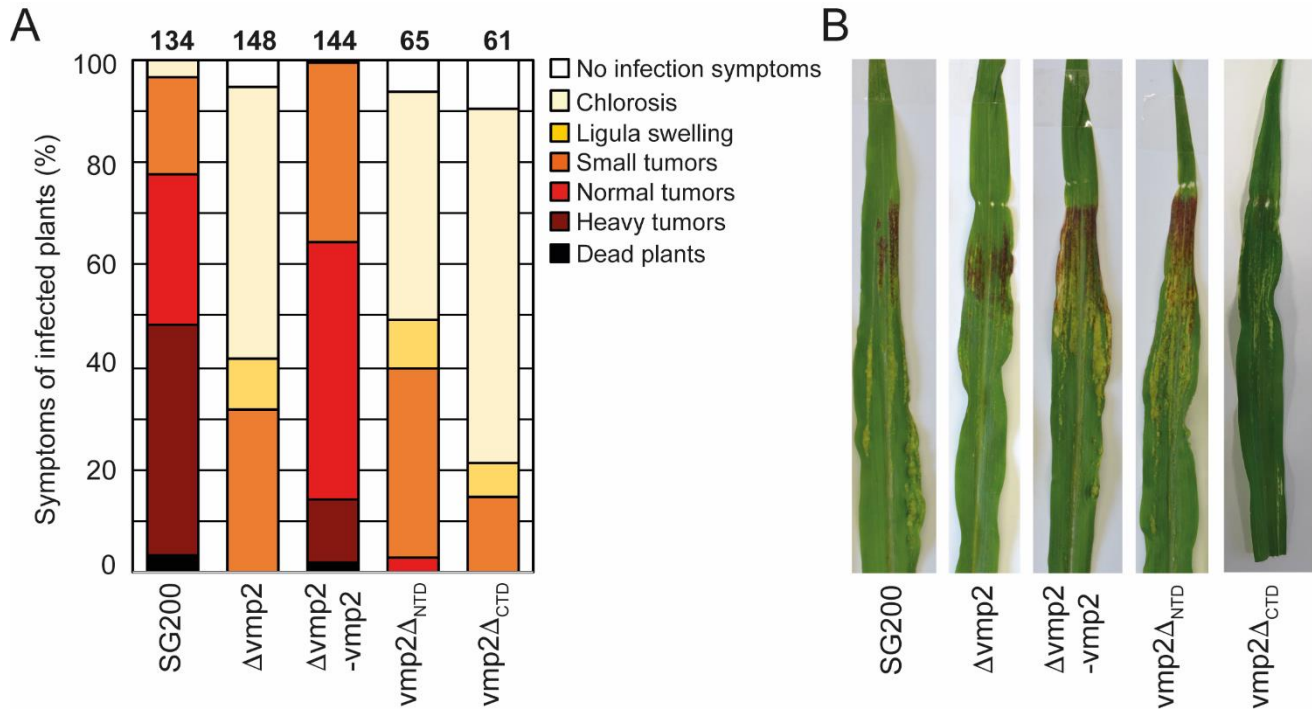 A
B
134 148 144 65 61
100
80
60
40
20
0
Symptoms of infected plants (%)
No infection symptoms
Chlorosis
Ligula swelling
Small tumors
Normal tumors
Heavy tumors
Dead plants
SG200
Δvmp2
Δvmp2
-vmp2
vmp2ΔNTD
vmp2ΔCTD
SG200
Δvmp2
Δvmp2
-vmp2
vmp2ΔNTD
vmp2ΔCTD